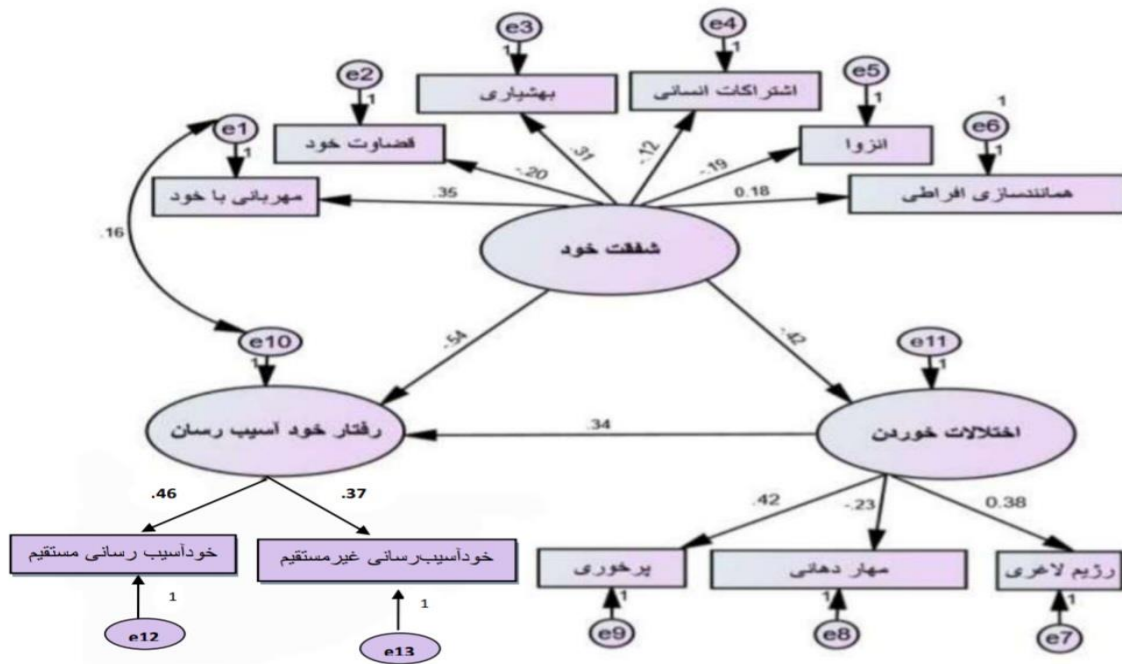 e3
1
e4
1
e2
1
بهشیاری
اشتراکات انسانی
e5
1
1
e6
1
e1
1
قضاوت خود
انزوا
مهربانی با خود
همانندسازی افراطی
.35
-.20
.31
-.12
-.19
0.18
.16
شفقت خود
-.54
-.42
e10
1
e11
1
رفتار خود آسیب رسان
.34
اختلالات خوردن
.46
.37
.42
-.23
0.38
خودآسیب رسانی مستقیم
خودآسیب‌رسانی غیرمستقیم
پرخوری
مهار دهانی
رژیم لاغری
1
1
1
1
1
e12
e13
e9
e8
e7